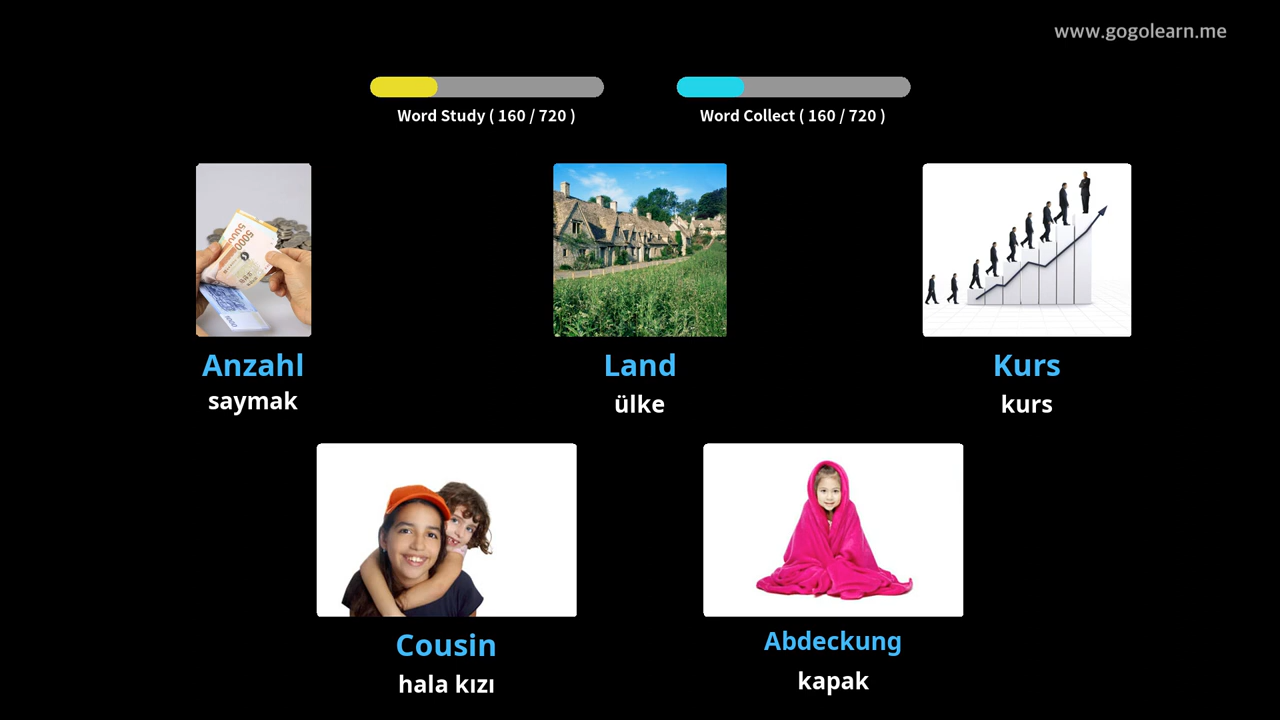 www.gogolearn.me
Word Study ( 160 / 720 )
Word Collect ( 160 / 720 )
5000
Anzahl
saymak
Land
ülke
Kurs
kurs
Cousin
hala kızı
Abdeckung
kapak